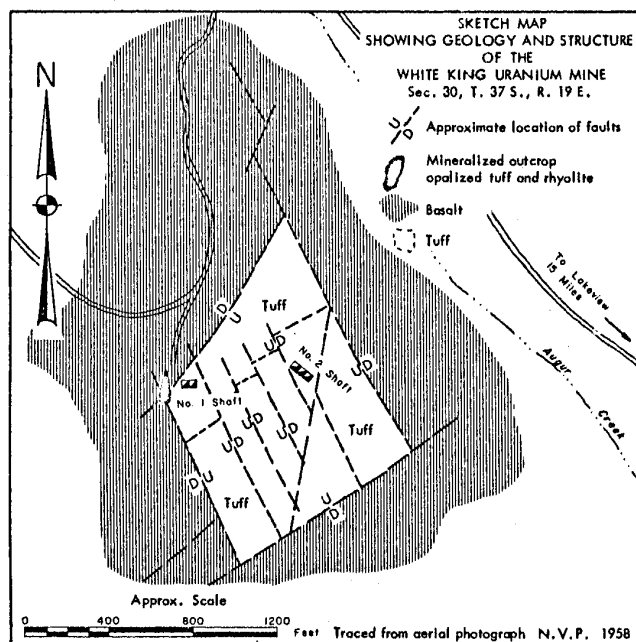 SKETCH MAP
SHOWING GEOLOGY AND STRUCTURE
OF THE
WHITE KING URANIUM MINE
Sec. 30, T. 37 S., R. 19 E.
N
U
D
Approximate location of faults
Mineralized outcrop
opalized tuff and rhyolite
Basalt
Tuff
To Lakeview
15 Miles
Augur
Creek
D
U
Tuff
U D
No. 2 Shaft
U D
No. 1 Shaft
U D
U D
U D
Tuff
D U
Tuff
U
D
Approx. Scale
0 400 800 1200
Feet
Traced from aerial photograph N.V.P. 1958